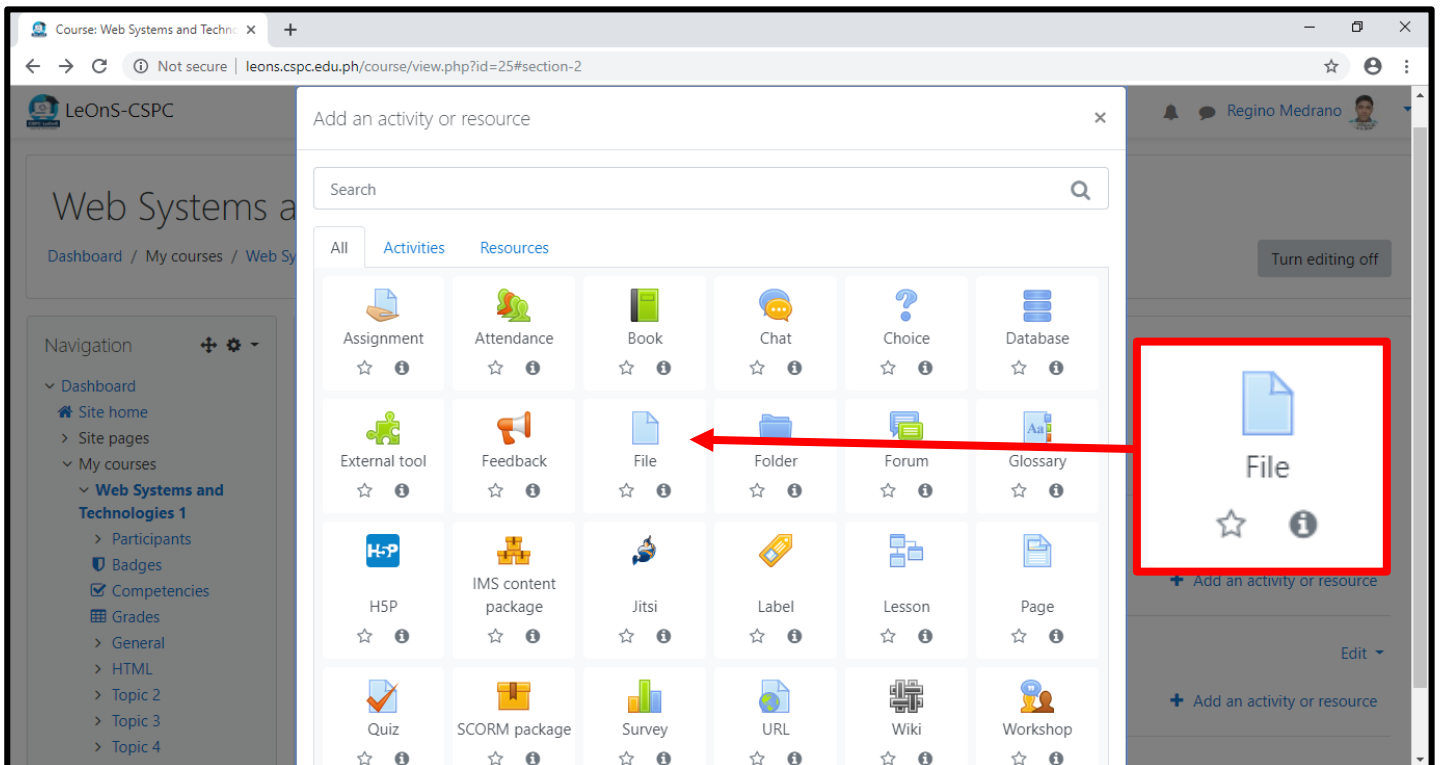 Course: Web Systems and Techno
Not secure | leons.cspc.edu.ph/course/view.php?id=25#section-2
LeOnS-CSPC
Regino Medrano
Add an activity or resource
Search
Web Systems a
Dashboard / My courses / Web Sy
All Activities Resources
Turn editing off
Assignment Attendance Book Chat Choice Database
External tool Feedback File Folder Forum Glossary
H5P IMS content package Jitsi Label Lesson Page
Quiz SCORM package Survey URL Wiki Workshop
Navigation
Dashboard
Site home
Site pages
My courses
Web Systems and
Technologies 1
Participants
Badges
Competencies
Grades
General
HTML
Topic 2
Topic 3
Topic 4
File
Add an activity or resource
Edit
Add an activity or resource